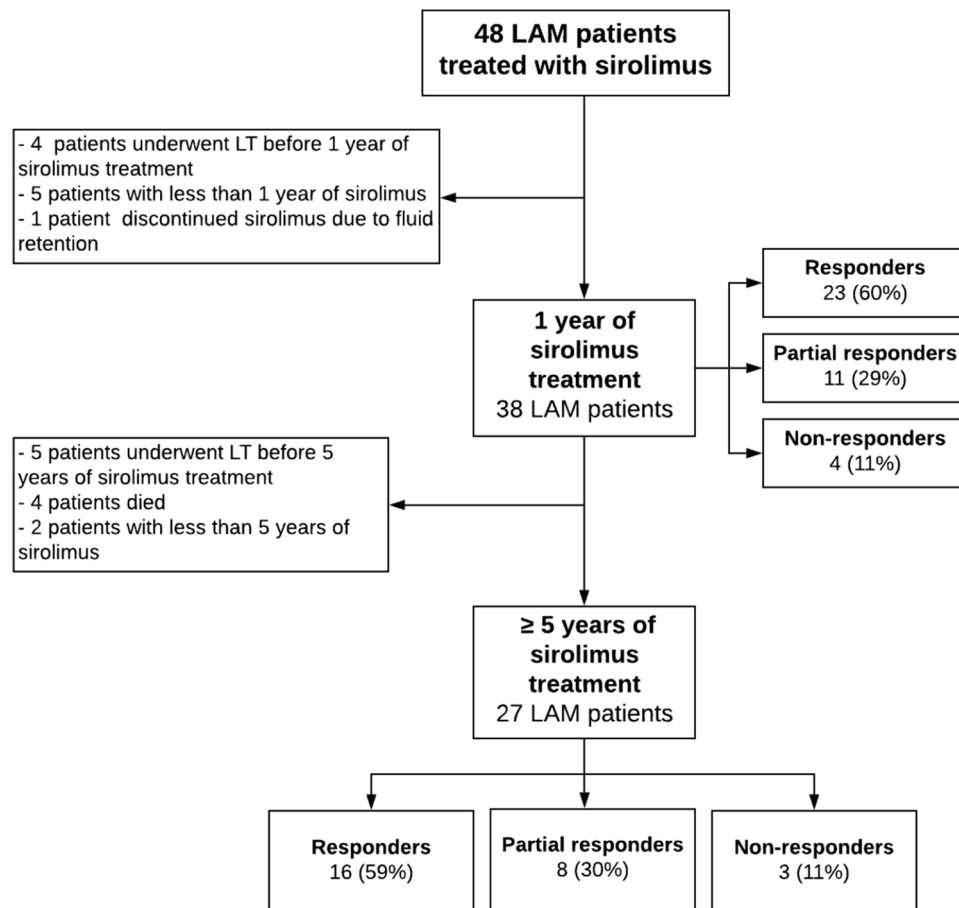 48 LAM patients
treated with sirolimus
- 4  patients underwent LT before 1 year of
sirolimus treatment
- 5 patients with less than 1 year of sirolimus
- 1 patient  discontinued sirolimus due to fluid
retention
Responders
23 (60%)
1 year of
sirolimus
treatment
38 LAM patients
Partial responders
11 (29%)
Non-responders
4 (11%)
- 5 patients underwent LT before 5
years of sirolimus treatment
- 4 patients died
- 2 patients with less than 5 years of
sirolimus
≥ 5 years of
sirolimus
treatment
27 LAM patients
Responders
16 (59%)
Partial responders
8 (30%)
Non-responders
3 (11%)